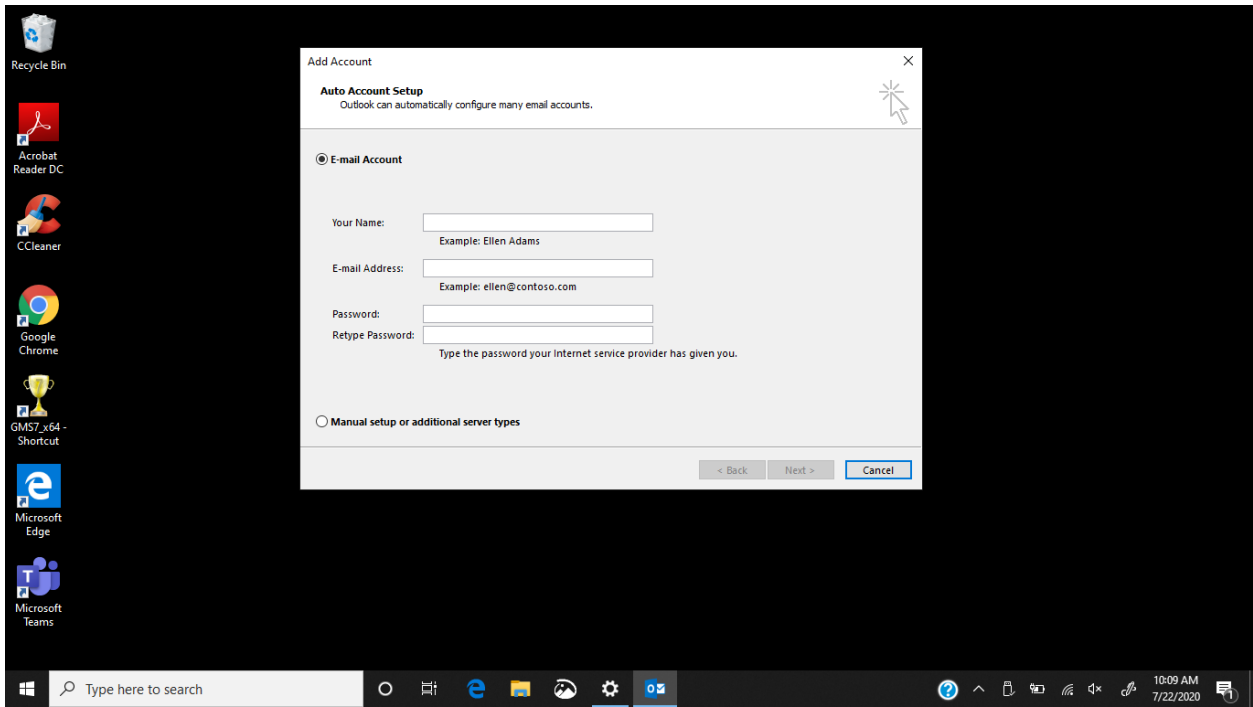 Recycle Bin
Acrobat
Reader DC
CCleaner
Google
Chrome
GMS7_x64 -
Shortcut
Microsoft
Edge
T
Microsoft
Teams
Add Account
Auto Account Setup
Outlook can automatically configure many email accounts.
E-mail Account
Your Name:
Example: Ellen Adams
E-mail Address:
Example: ellen@contoso.com
Password:
Retype Password:
Type the password your Internet service provider has given you.
Manual setup or additional server types
< Back Next > Cancel
Type here to search
10:09 AM
7/22/2020
1